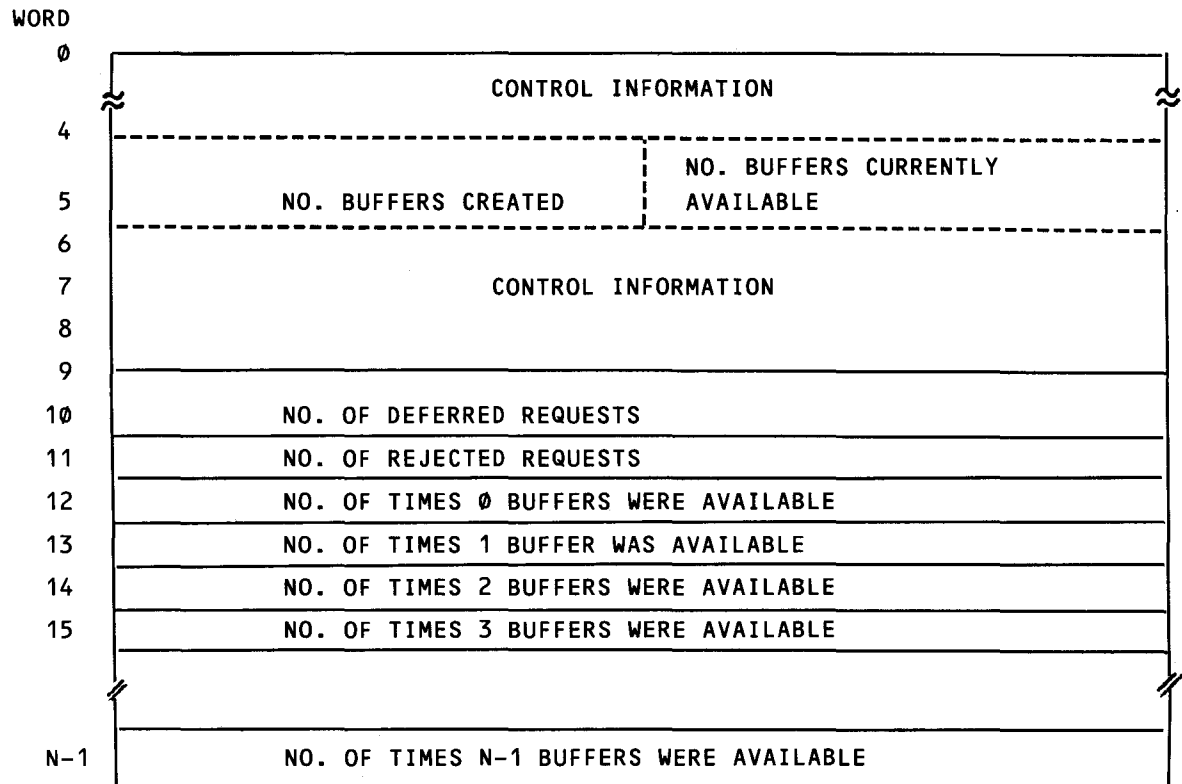 WORD
Ø
CONTROL INFORMATION
4
NO. BUFFERS CURRENTLY
5 NO. BUFFERS CREATED AVAILABLE
6
7 CONTROL INFORMATION
8
9
1Ø NO. OF DEFERRED REQUESTS
11 NO. OF REJECTED REQUESTS
12 NO. OF TIMES Ø BUFFERS WERE AVAILABLE
13 NO. OF TIMES 1 BUFFER WAS AVAILABLE
14 NO. OF TIMES 2 BUFFERS WERE AVAILABLE
15 NO. OF TIMES 3 BUFFERS WERE AVAILABLE
N-1 NO. OF TIMES N-1 BUFFERS WERE AVAILABLE